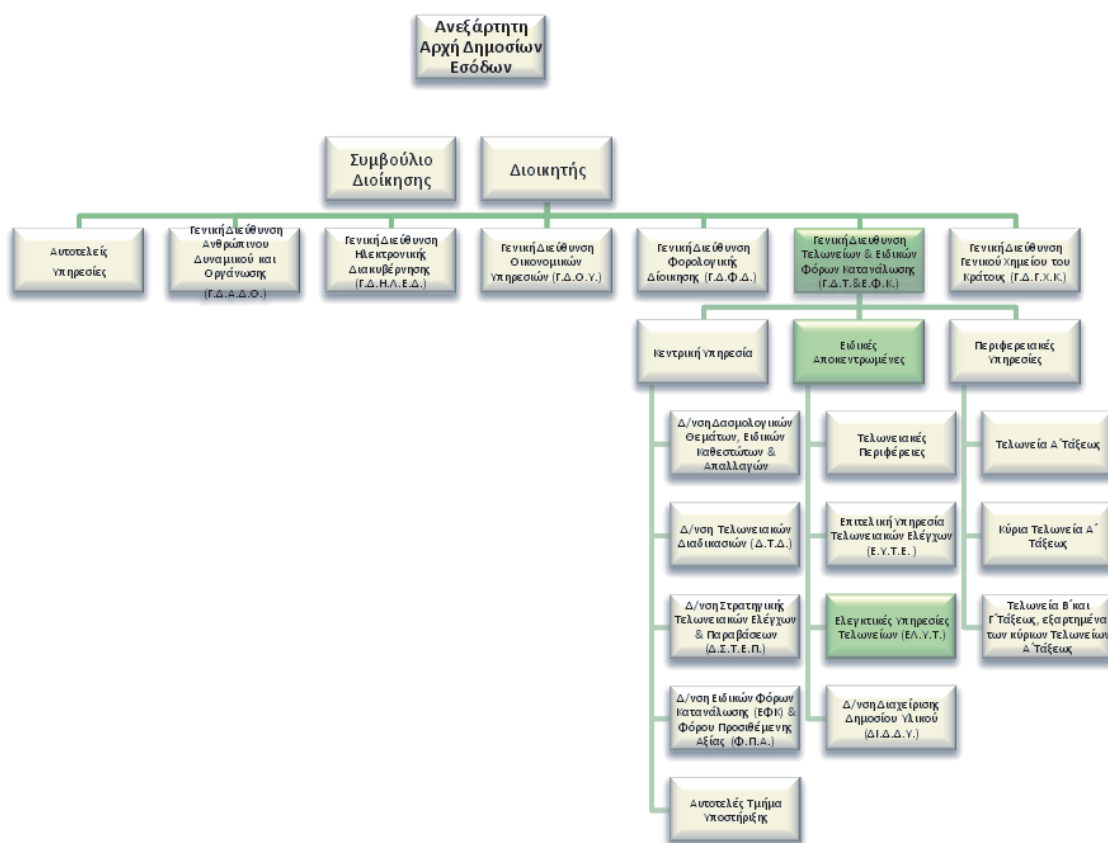 Ανεξάρτητη
Αρχή Δημοσίων
Εσόδων
Συμβούλιο
Διοίκησης
Διοικητής
Αυτοτελείς
Υπηρεσίες
Γενική Διεύθυνση
Ανθρώπινου
Δυναμικού και
Οργάνωσης
(Γ.Δ.Α.Δ.Ο.)
Γενική Διεύθυνση
Ηλεκτρονικής
Διακυβέρνησης
(Γ.Δ.Η.Λ.Ε.Δ.)
Γενική Διεύθυνση
Οικονομικών
Υπηρεσιών (Γ.Δ.Ο.Υ.)
Γενική Διεύθυνση
Φορολογικής
Δίοικησης (Γ.Δ.Φ.Δ.)
Γενική Διευθυνση
Τελωνείων & Ειδικών
Φόρων Κατανάλωσης
(Γ.Δ.Τ.&Ε.Φ.Κ.)
Γενική Διεύθυνση
Γενικού Χημείου του
Κράτους (Γ.Δ.Γ.Χ.Κ.)
Κεντρική Υπηρεσία
Ειδικές
Αποκεντρωμένες
Περιφερειακές
Υπηρεσίες
Δ/νση Δασμολογικών
Θεμάτων, Ειδικών
Καθεστώτων &
Απαλλαγών
Δ/νση Τελωνειακών
Διαδικασιών (Δ.Τ.Δ.)
Δ/νση Στρατηγικής
Τελωνειακών Ελέγχων
& Παραβάσεων
(Δ.Σ.Τ.Ε.Π.)
Δ/νση Ειδικών Φόρων
Κατανάλωσης (ΕΦΚ) &
Φόρου Προσιθέμενης
Αξίας (Φ.Π.Α.)
Αυτοτελές Τμήμα
Υποστήριξης
Τελωνειακές
Περιφέρειες
Επιτελική Υπηρεσία
Τελωνειακών Ελέγχων
(Ε.Υ.Τ.Ε. )
Ελεγκτικές Υπηρεσίες
Τελωνείων (ΕΛ.Υ.Τ.)
Δ/νση Διαχείρισης
Δημοσίου Υλικού
(ΔΙ.Δ.Δ.Υ.)
Τελωνεία Α΄Τάξεως
Κύρια Τελωνεία Α΄
Τάξεως
Τελωνεία Β΄ και
Γ΄Τάξεως, εξαρτημένα
των κύριων Τελωνείων
Α΄Τάξεως